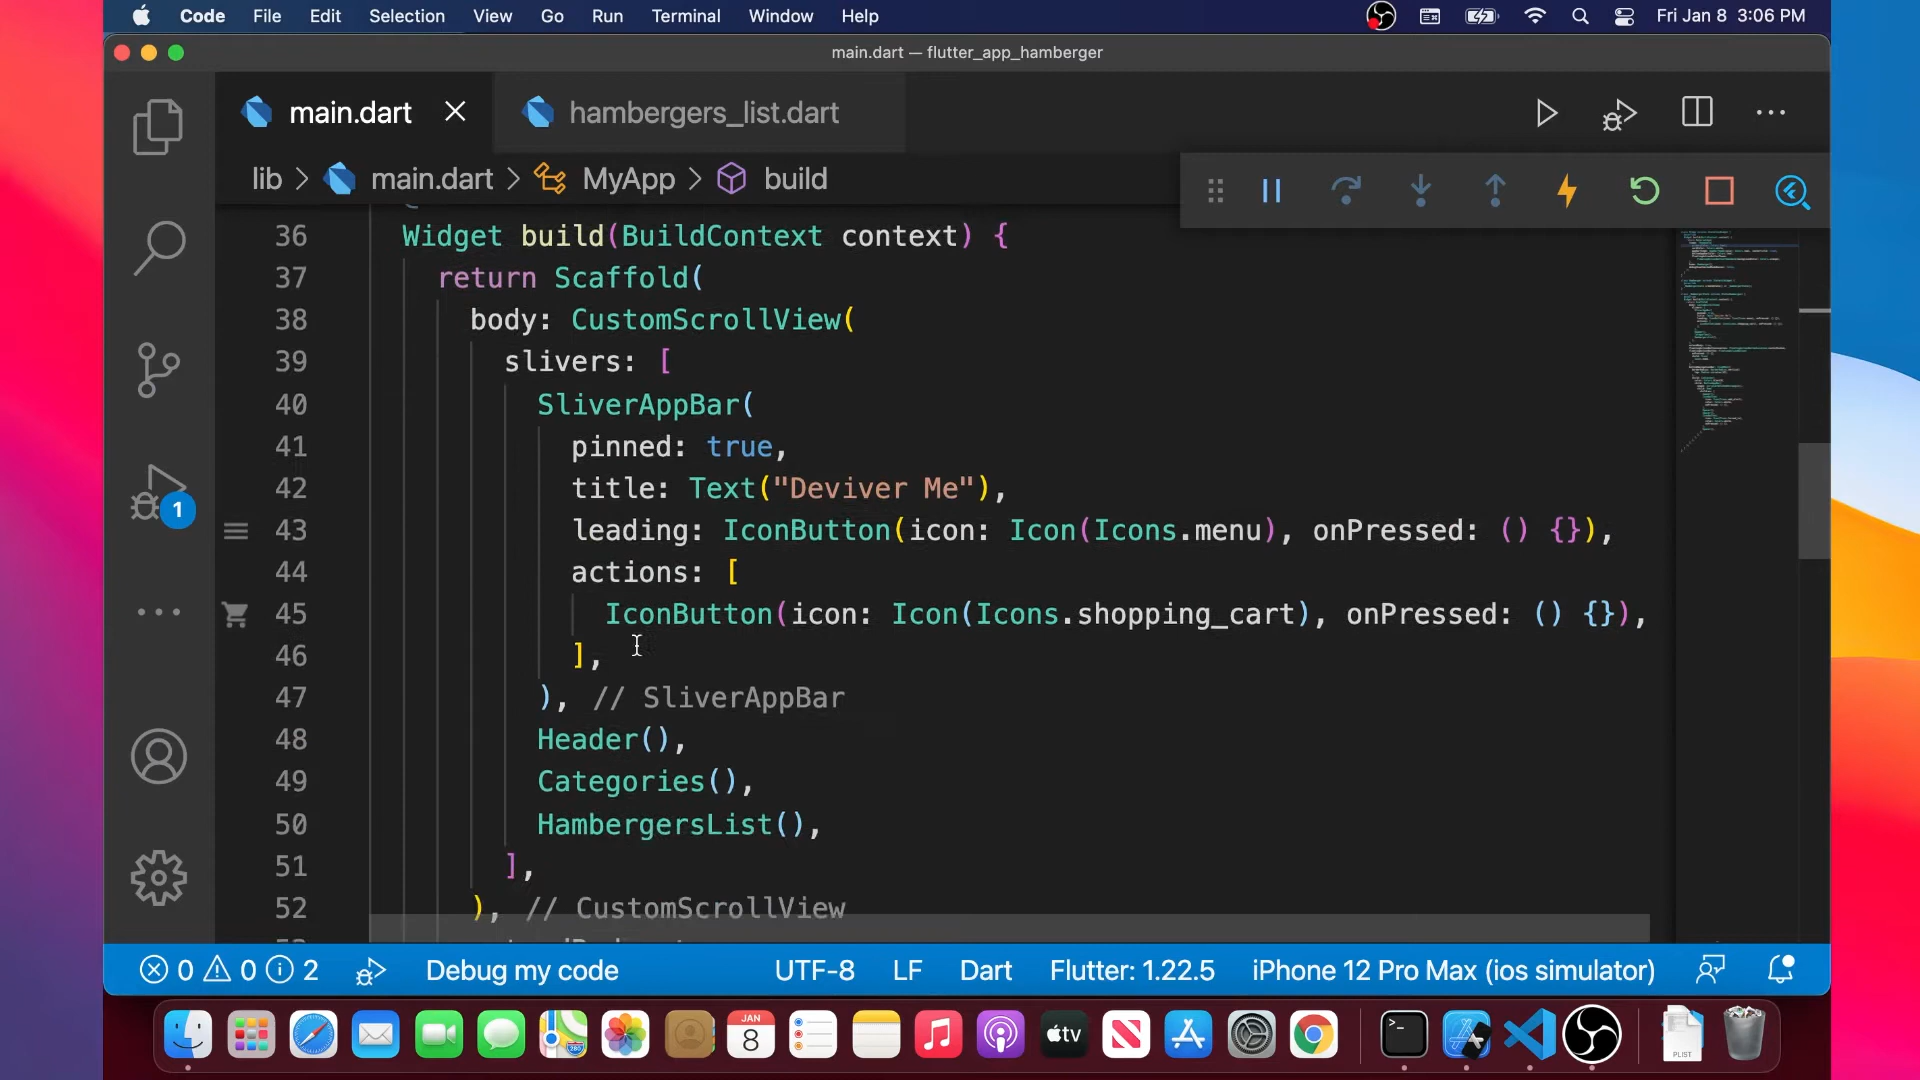 Code File Edit Selection View Go Run Terminal Window Help Fri Jan 8 3:06 PM
main.dart — flutter_app_hamberger
main.dart hambergers_list.dart
lib > main.dart > MyApp > build
36 Widget build(BuildContext context) {
37 return Scaffold(
38 body: CustomScrollView(
39 slivers: [
40 SliverAppBar(
41 pinned: true,
42 title: Text("Deviver Me"),
43 leading: IconButton(icon: Icon(Icons.menu), onPressed: () {}),
44 actions: [
45 IconButton(icon: Icon(Icons.shopping_cart), onPressed: () {}),
46 ],
47 ), // SliverAppBar
48 Header(),
49 Categories(),
50 HambergersList(),
51 ],
52 ), // CustomScrollView
1
0 0 2 Debug my code UTF-8 LF Dart Flutter: 1.22.5 iPhone 12 Pro Max (ios simulator)
JAN
8
tv
PLIST